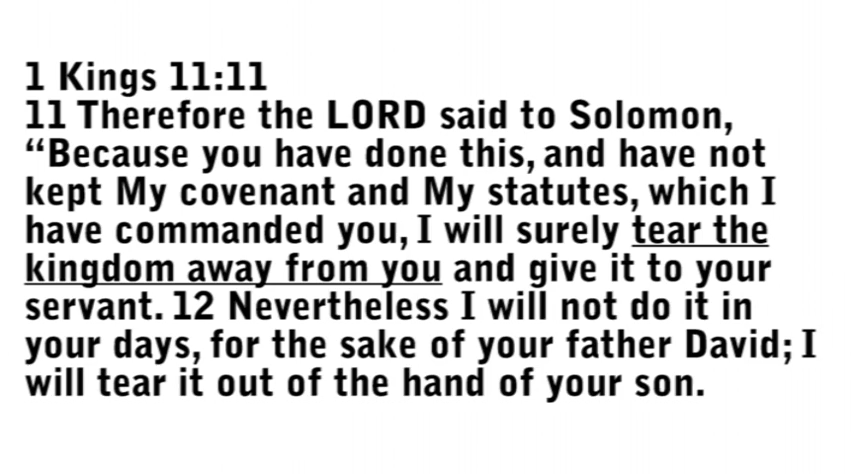 1 Kings 11:11
11 Therefore the LORD said to Solomon,
“Because you have done this, and have not
kept My covenant and My statutes, which I
have commanded you, I will surely tear the
kingdom away from you and give it to your
servant. 12 Nevertheless I will not do it in
your days, for the sake of your father David; I
will tear it out of the hand of your son.